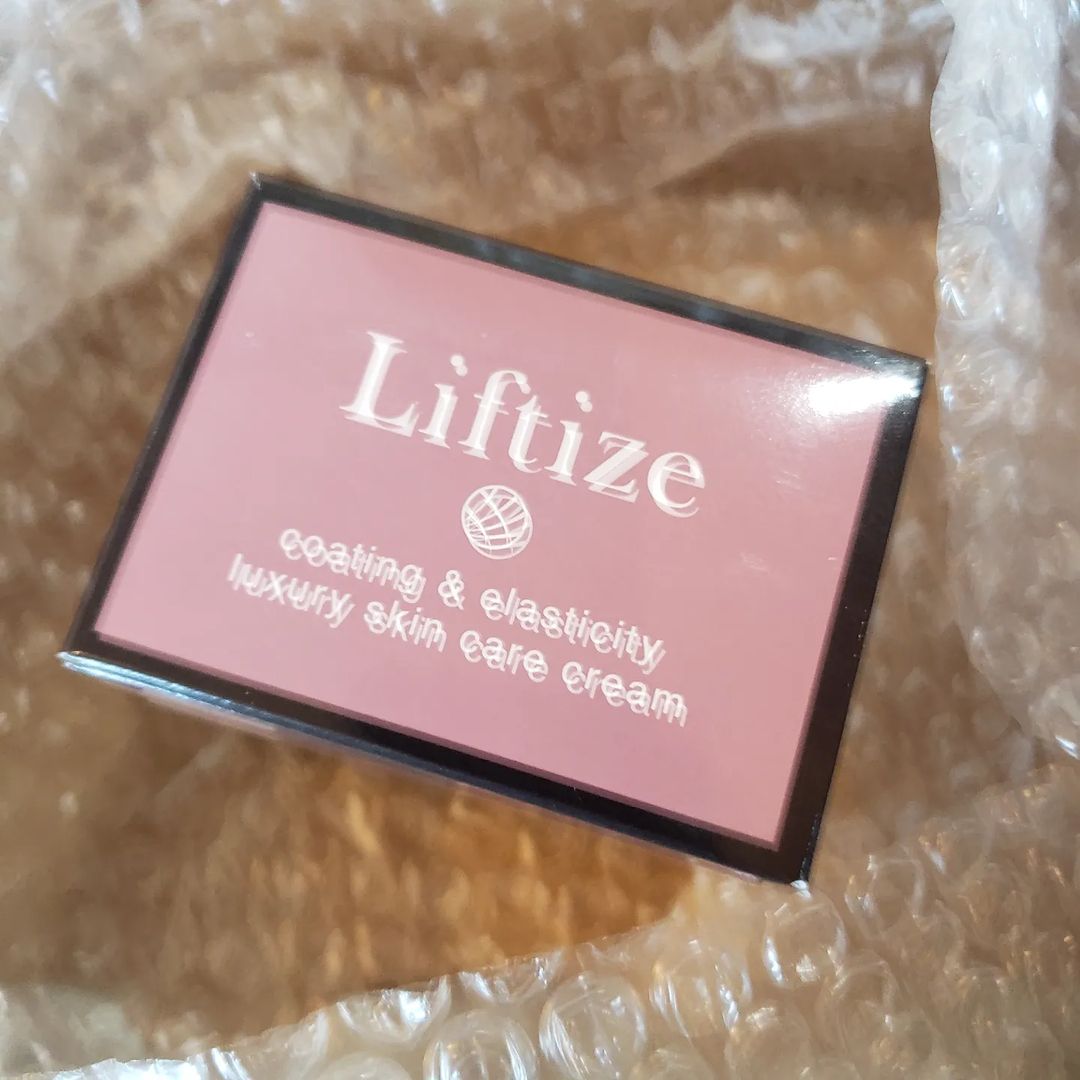 Liftize
coating & elasticity
luxury skin care cream